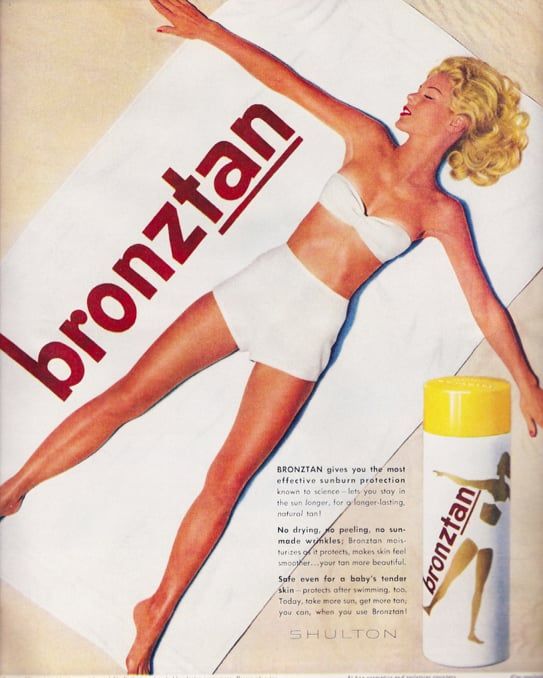 bronztan
BRONZTAN gives you the most
effective sunburn protection
known to science—lets you stay in
the sun longer, for a longer-lasting,
natural tan!
No drying, no peeling, no sun-
made wrinkles; Bronztan mois-
turizes as it protects, makes skin feel
smoother...your tan more beautiful.
Safe even for a baby's tender
skin—protects after swimming, too.
Today, take more sun, get more tan;
you can, when you use Bronztan!
SHULTON
bronztan